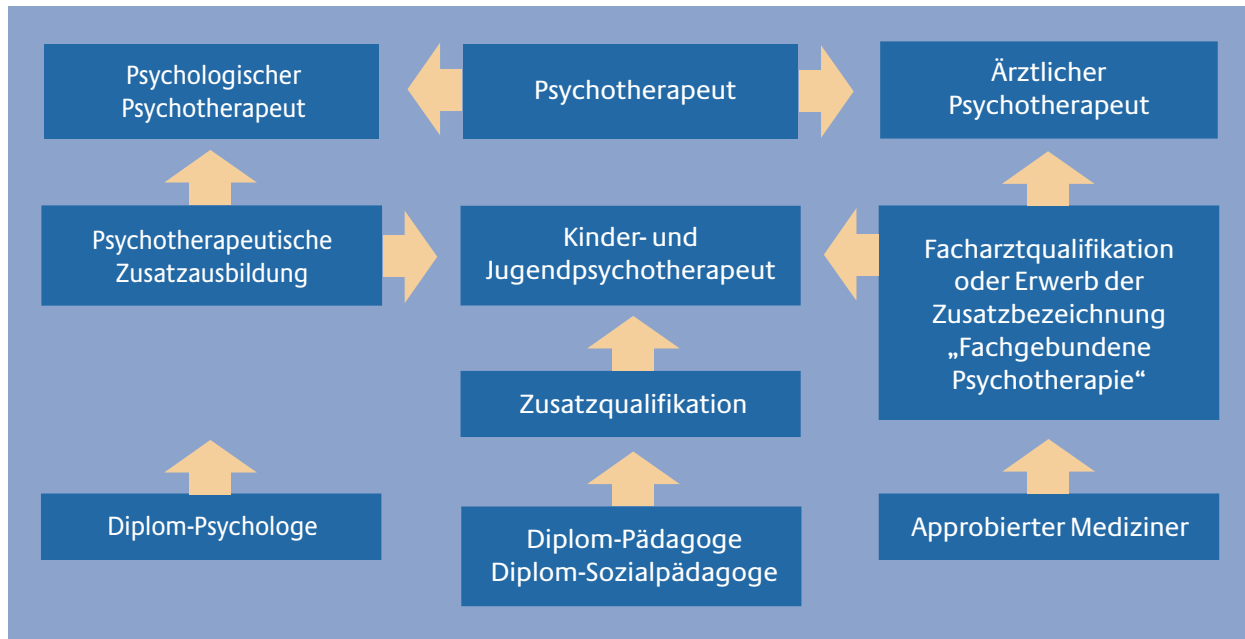 Psychologischer
Psychotherapeut
Psychotherapeut
Ärztlicher
Psychotherapeut
Psychotherapeutische
Zusatzausbildung
Kinder- und
Jugendpsychotherapeut
Facharztqualifikation
oder Erwerb der
Zusatzbezeichnung
„Fachgebundene
Psychotherapie“
Zusatzqualifikation
Diplom-Psychologe
Diplom-Pädagoge
Diplom-Sozialpädagoge
Approbierter Mediziner